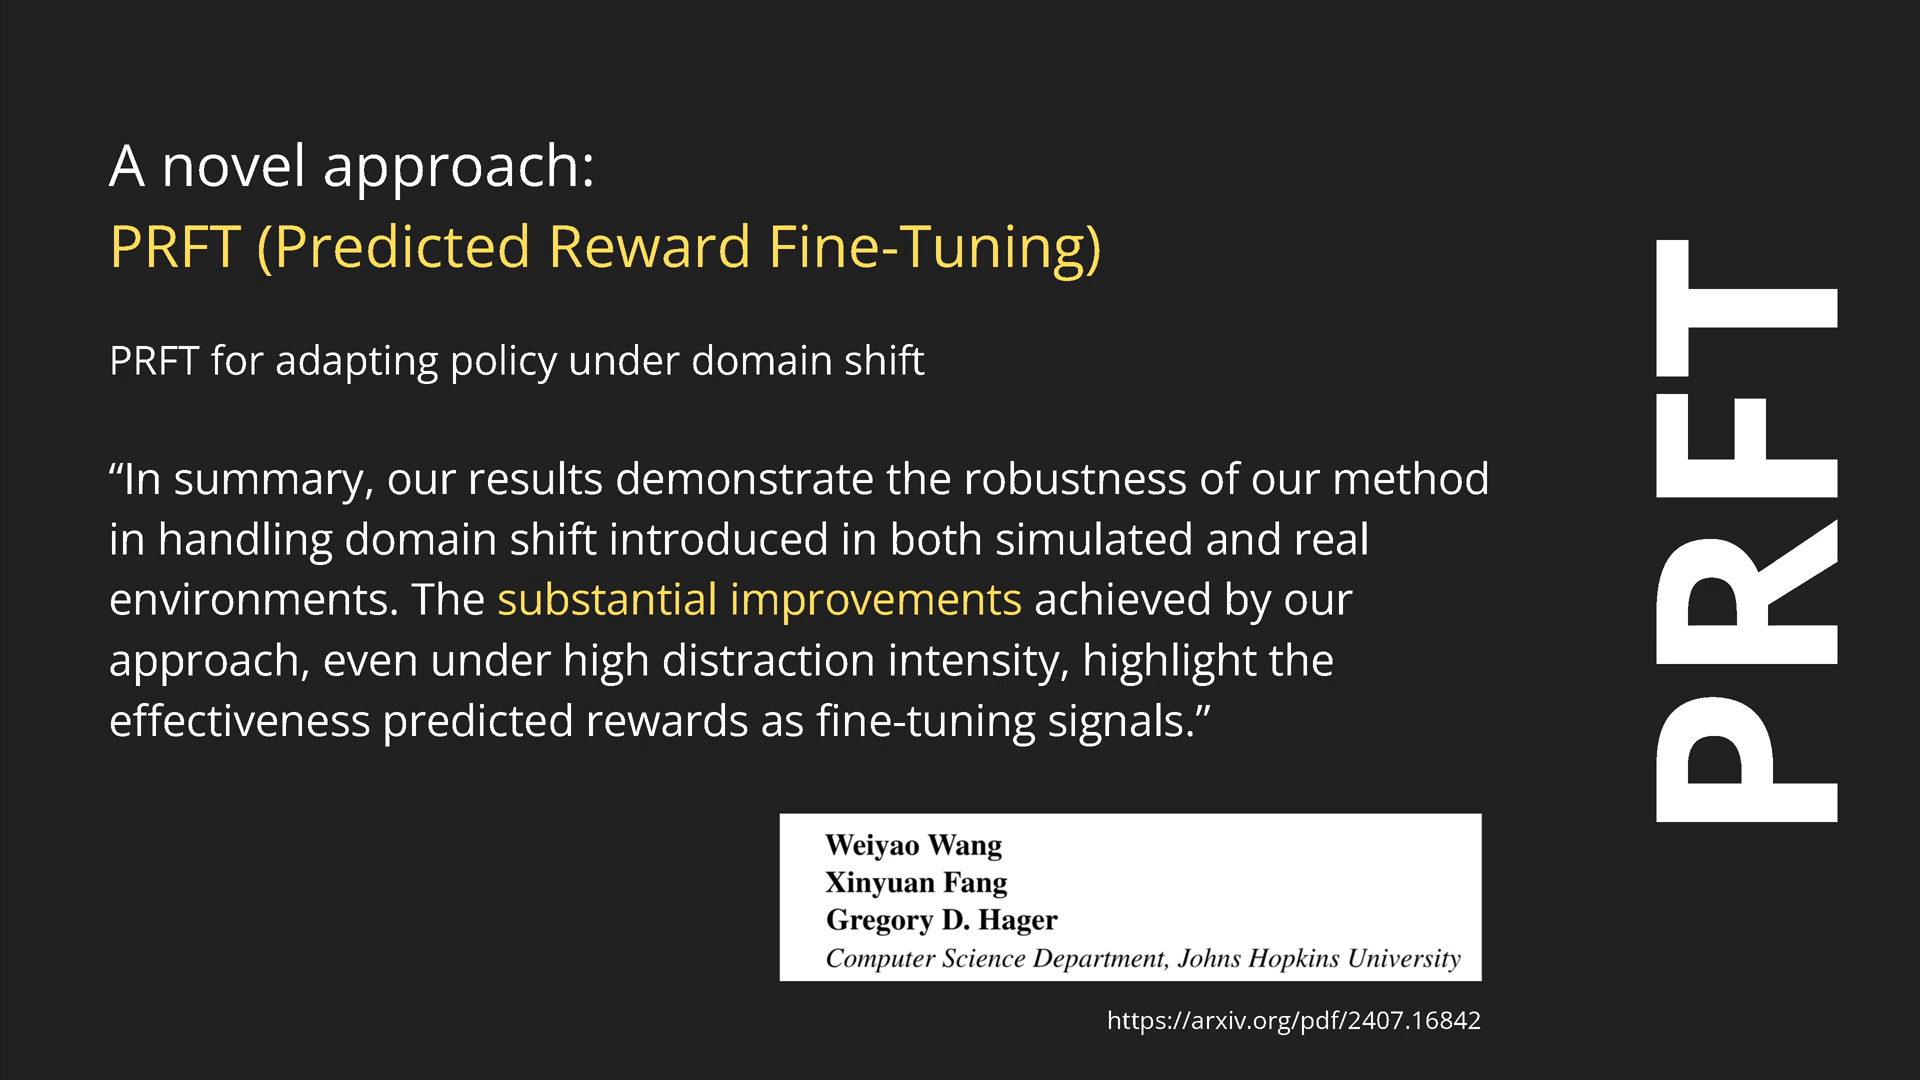 A novel approach:
PRFT (Predicted Reward Fine-Tuning)
PRFT for adapting policy under domain shift
“In summary, our results demonstrate the robustness of our method
in handling domain shift introduced in both simulated and real
environments. The substantial improvements achieved by our
approach, even under high distraction intensity, highlight the
effectiveness predicted rewards as fine-tuning signals.”
Weiyao Wang
Xinyuan Fang
Gregory D. Hager
Computer Science Department, Johns Hopkins University
https://arxiv.org/pdf/2407.16842
PRFT